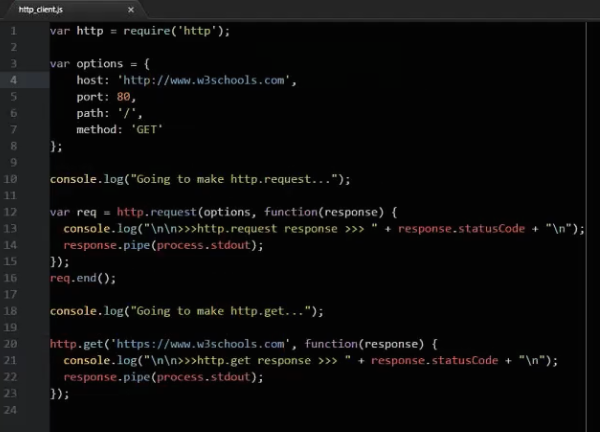 http_client.js
×
1 var http = require('http');
2
3 var options = {
4     host: 'http://www.w3schools.com',
5     port: 80,
6     path: '/',
7     method: 'GET'
8 };
9
10 console.log("Going to make http.request...");
11
12 var req = http.request(options, function(response) {
13   console.log("\n\n>>>http.request response >>> " + response.statusCode + "\n");
14   response.pipe(process.stdout);
15 });
16 req.end();
17
18 console.log("Going to make http.get...");
19
20 http.get('https://www.w3schools.com', function(response) {
21   console.log("\n\n>>>http.get response >>> " + response.statusCode + "\n");
22   response.pipe(process.stdout);
23 });
24